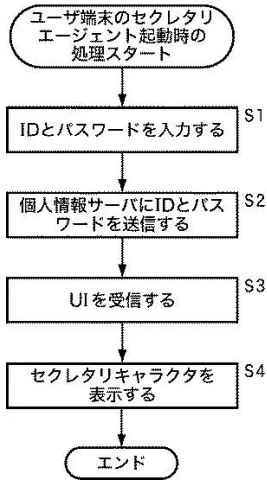 ユーザ端末のセクレタリ
エージェント起動時の
処理スタート
S1
IDとパスワードを入力する
S2
個人情報サーバにIDとパス
ワードを送信する
S3
UIを受信する
S4
セクレタリキャラクタを
表示する
エンド